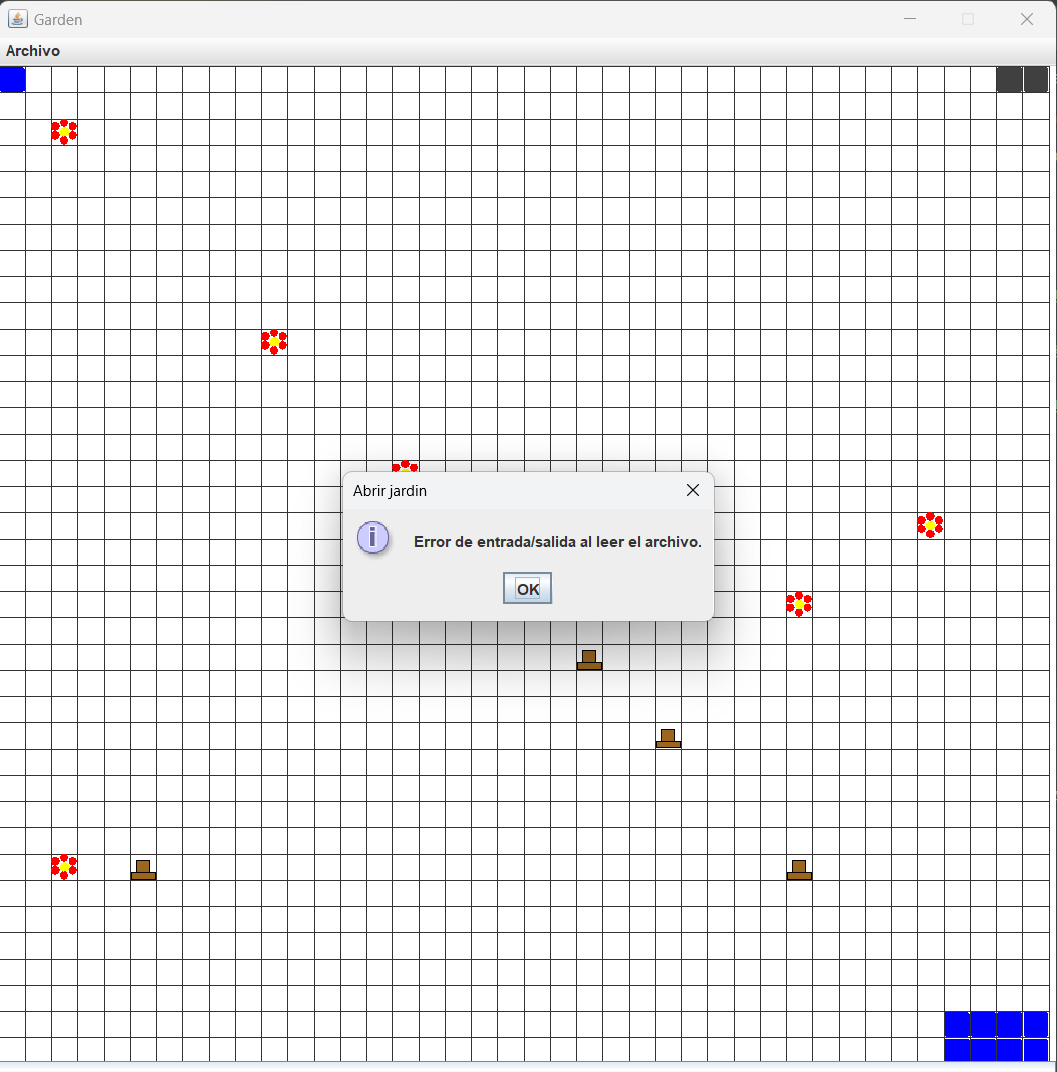 Garden
Archivo
Abrir jardin
Error de entrada/salida al leer el archivo.
OK